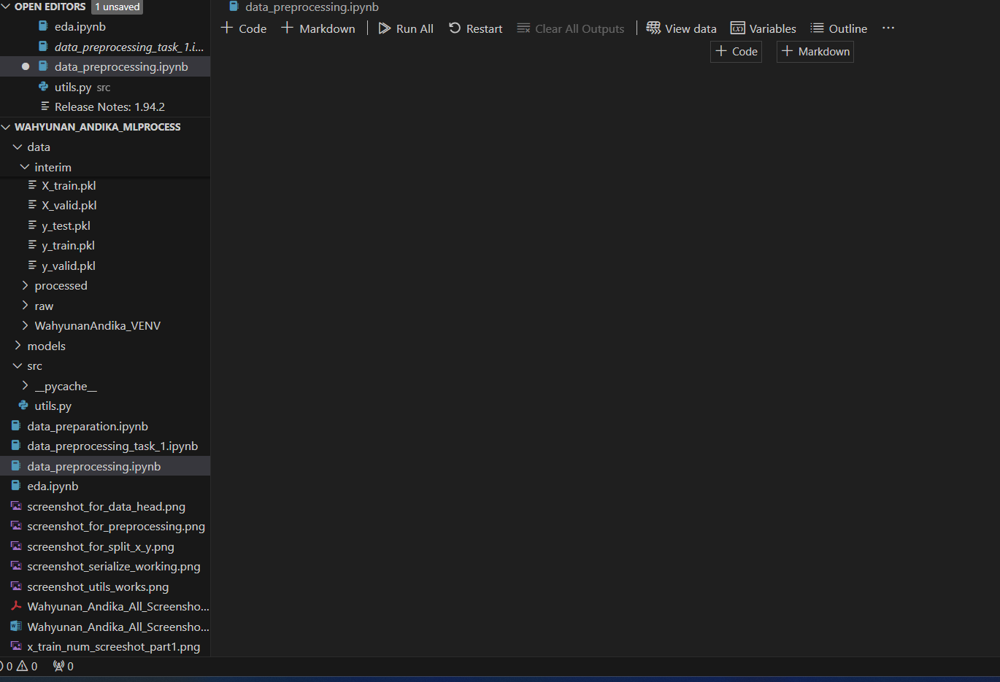 OPEN EDITORS 1 unsaved
eda.ipynb
data_preprocessing_task_1.i...
data_preprocessing.ipynb
utils.py src
Release Notes: 1.94.2
WAHYUNAN_ANDIKA_MLPROCESS
data
interim
X_train.pkl
X_valid.pkl
y_test.pkl
y_train.pkl
y_valid.pkl
processed
raw
WahyunanAndika_VENV
models
src
__pycache__
utils.py
data_preparation.ipynb
data_preprocessing_task_1.ipynb
data_preprocessing.ipynb
eda.ipynb
screenshot_for_data_head.png
screenshot_for_preprocessing.png
screenshot_for_split_x_y.png
screenshot_serialize_working.png
screenshot_utils_works.png
Wahyunan_Andika_All_Screensho...
Wahyunan_Andika_All_Screensho...
x_train_num_screeshot_part1.png
0 0 0
data_preprocessing.ipynb
+ Code + Markdown Run All Restart Clear All Outputs View data Variables Outline ...
+ Code + Markdown